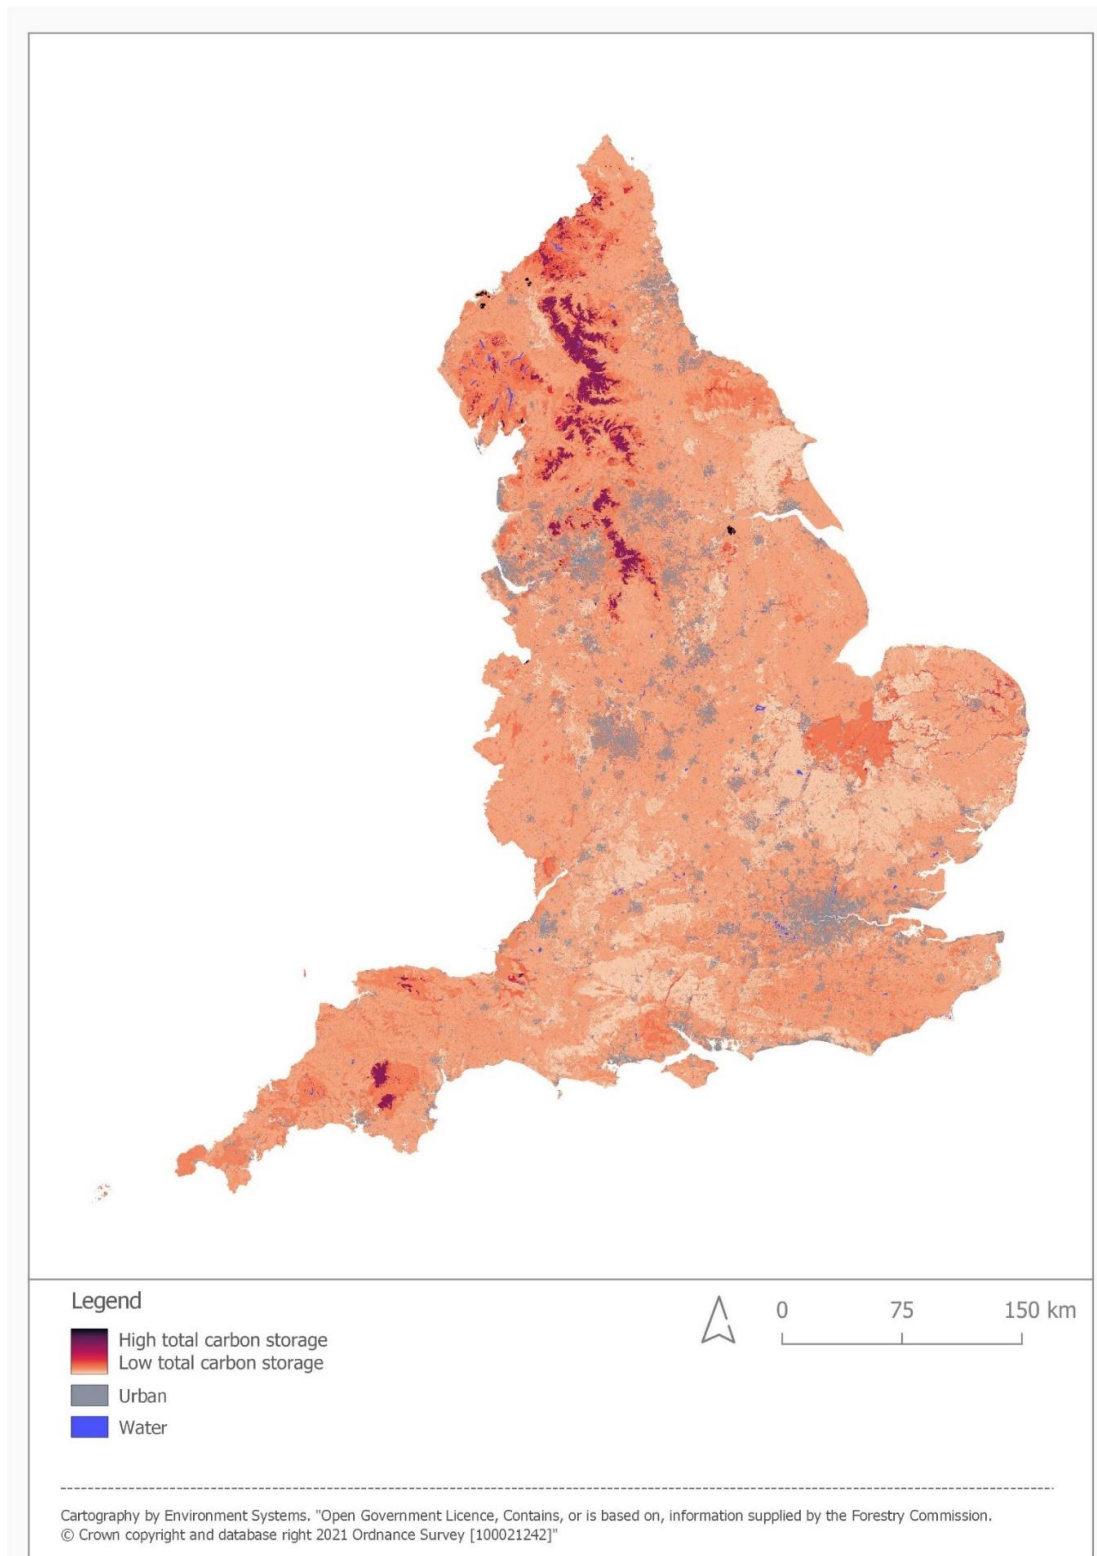 Legend
0 75 150 km
High total carbon storage
Low total carbon storage
Urban
Water
Cartography by Environment Systems. "Open Government Licence, Contains, or is based on, information supplied by the Forestry Commission.
© Crown copyright and database right 2021 Ordnance Survey [100021242]"